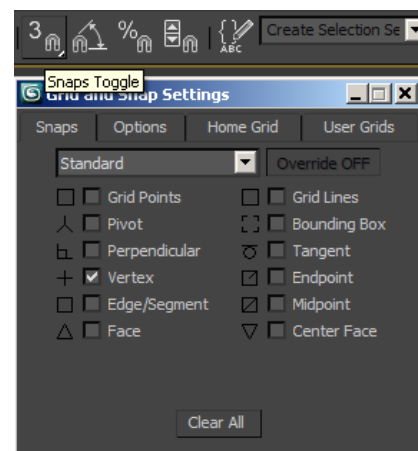 3
%
ABC
Create Selection Se
Snaps Toggle
Grid and Snap Settings
Snaps Options Home Grid User Grids
Standard Override OFF
Grid Points Grid Lines
Pivot Bounding Box
Perpendicular Tangent
Vertex Endpoint
Edge/Segment Midpoint
Face Center Face
Clear All